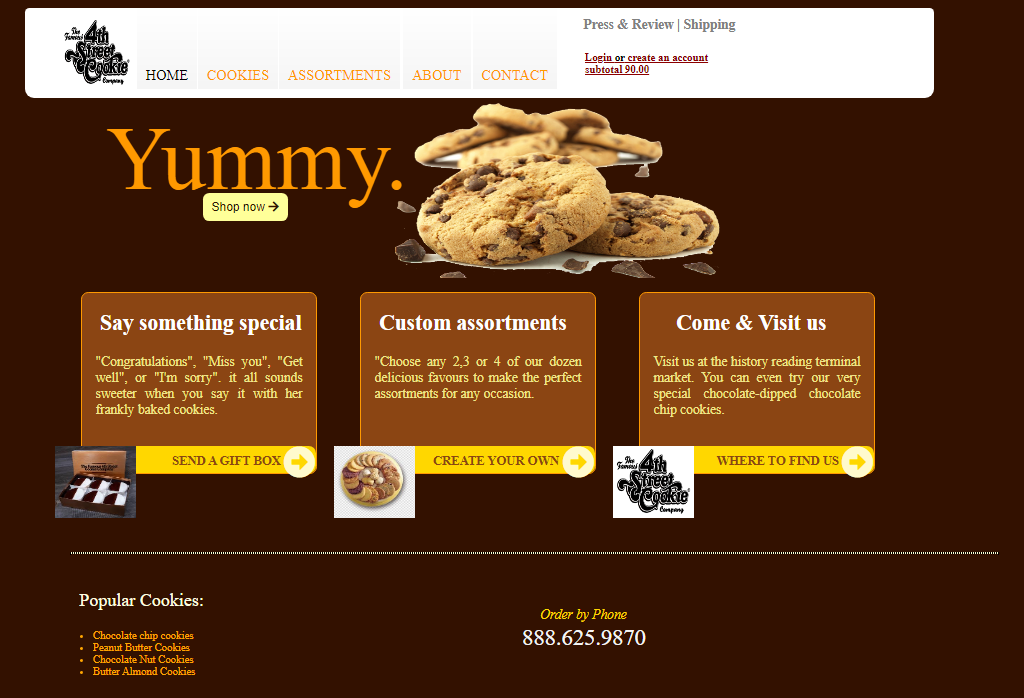 The Famous
4th
Street
Cookie
Company
HOME COOKIES ASSORTMENTS ABOUT CONTACT
Press & Review | Shipping
Login or create an account
subtotal 90.00
Yummy.
Shop now →
Say something special
"Congratulations", "Miss you", "Get
well", or "I'm sorry". it all sounds
sweeter when you say it with her
frankly baked cookies.
SEND A GIFT BOX
Custom assortments
"Choose any 2,3 or 4 of our dozen
delicious favours to make the perfect
assortments for any occasion.
CREATE YOUR OWN
Come & Visit us
Visit us at the history reading terminal
market. You can even try our very
special chocolate-dipped chocolate
chip cookies.
The Famous
4th
Street
Cookie
Company
WHERE TO FIND US
Popular Cookies:
• Chocolate chip cookies
• Peanut Butter Cookies
• Chocolate Nut Cookies
• Butter Almond Cookies
Order by Phone
888.625.9870